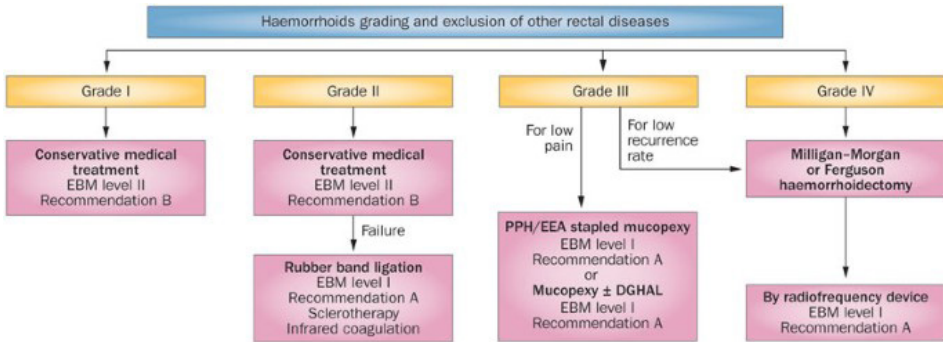 Haemorrhoids grading and exclusion of other rectal diseases
Grade I
Grade II
Grade III
Grade IV
Conservative medical
treatment
EBM level II
Recommendation B
Conservative medical
treatment
EBM level II
Recommendation B
Failure
Rubber band ligation
EBM level I
Recommendation A
Sclerotherapy
Infrared coagulation
For low
pain
For low
recurrence
rate
PPH/EEA stapled mucopexy
EBM level I
Recommendation A
or
Mucopexy ± DGHAL
EBM level I
Recommendation A
Milligan–Morgan
or Ferguson
haemorrhoidectomy
By radiofrequency device
EBM level I
Recommendation A